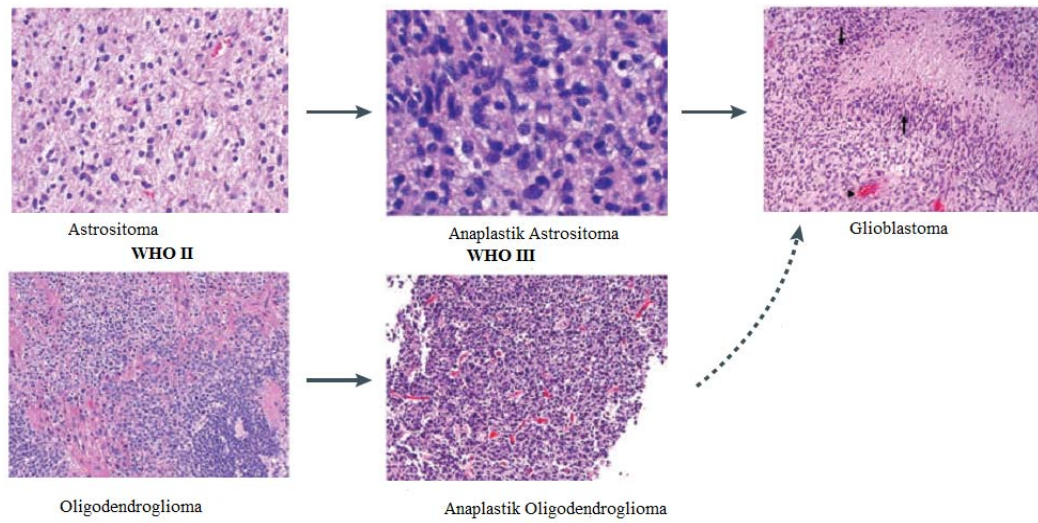 Astrositoma
Anaplastik Astrositoma
Glioblastoma
WHO II
WHO III
Oligodendroglioma
Anaplastik Oligodendroglioma